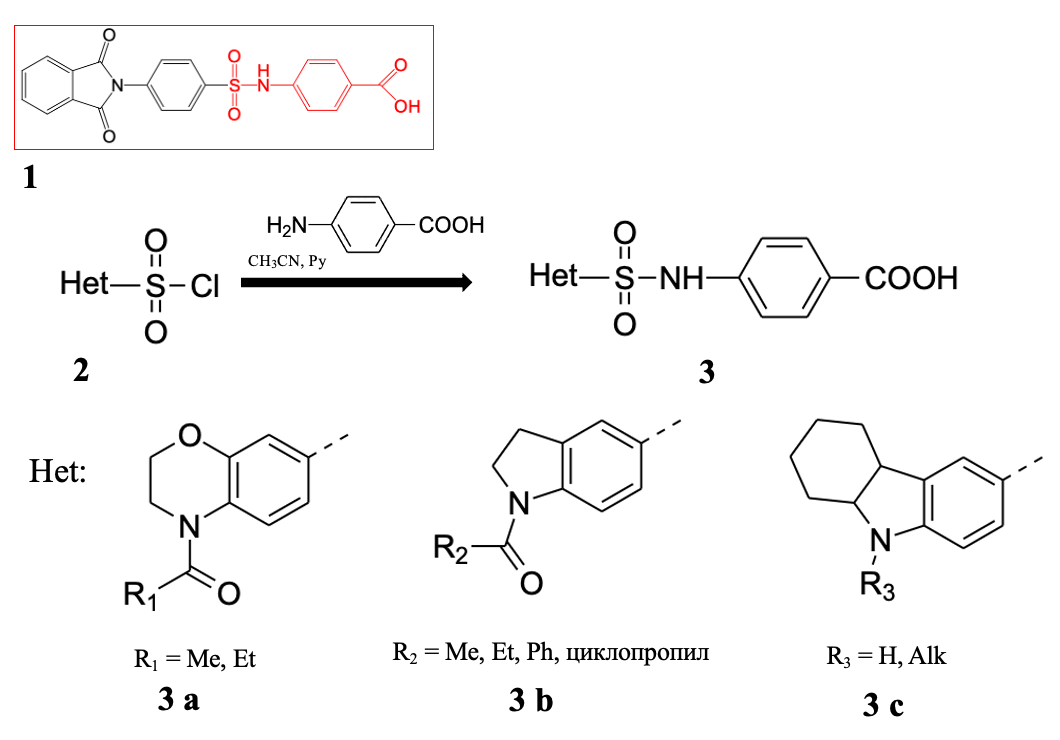 O
O
N
O
S
O
H
N
O
OH
1
H₂N
COOH
CH₃CN, Py
O
Het
S
Cl
O
2
O
Het
S
NH
COOH
O
3
Het:
O
N
R₁
O
N
R₂
O
N
R₃
R₁ = Me, Et
R₂ = Me, Et, Ph, циклопропил
R₃ = H, Alk
3 a
3 b
3 c